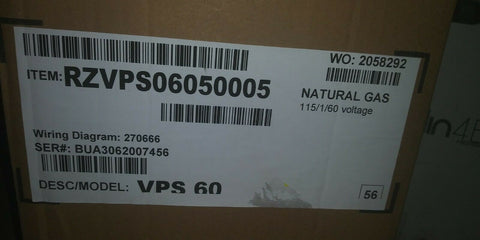 WO: 2058292
ITEM: RZVPS06050005
NATURAL GAS
115/1/60 voltage
Wiring Diagram: 270666
SER#: BUA3062007456
DESC/MODEL: VPS 60
56